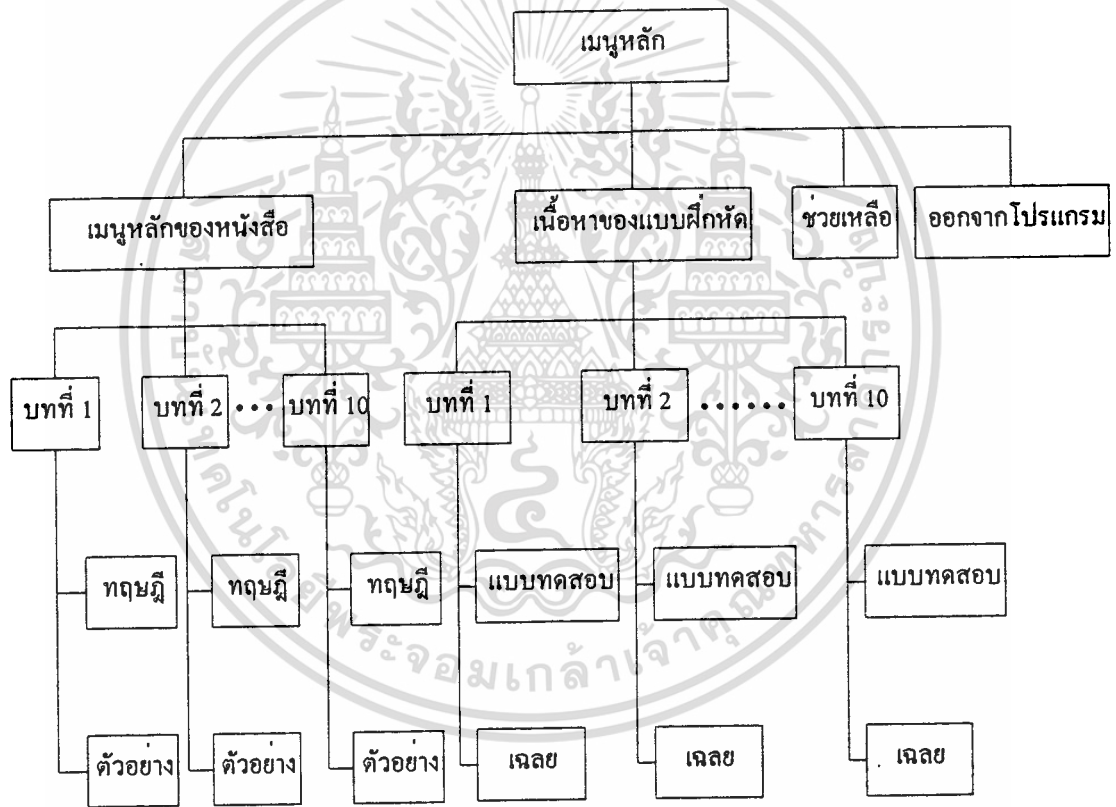 เมนูหลัก
เมนูหลักของหนังสือ
เนื้อหาของแบบฝึกหัด
ช่วยเหลือ
ออกจากโปรแกรม
บทที่ 1
บทที่ 2
...
บทที่ 10
บทที่ 1
บทที่ 2
......
บทที่ 10
ทฤษฎี
ทฤษฎี
ทฤษฎี
แบบทดสอบ
แบบทดสอบ
แบบทดสอบ
ตัวอย่าง
ตัวอย่าง
ตัวอย่าง
เฉลย
เฉลย
เฉลย